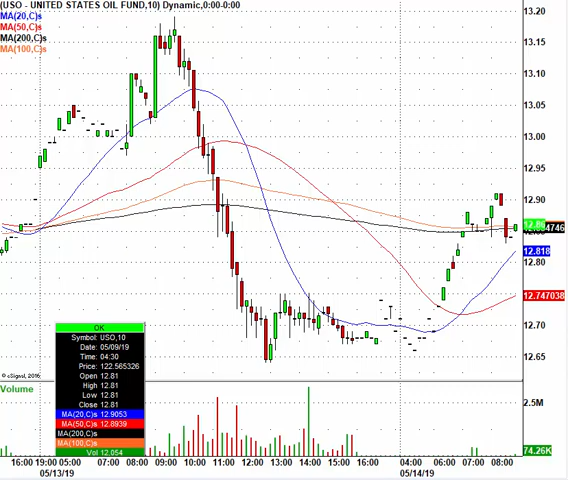 (USO - UNITED STATES OIL FUND,10) Dynamic,0:00-0:00
MA(20,C)s
MA(50,C)s
MA(200,C)s
MA(100,C)s
13.20
13.15
13.10
13.05
13.00
12.95
12.90
12.86
4746
12.818
12.80
12.747038
12.70
12.65
© eSignal, 2016
OK
Symbol: USO,10
Date: 05/09/19
Time: 04:30
Price: 122.565326
Open 12.81
High 12.81
Low 12.81
Close 12.81
MA(20,C)s 12.9053
MA(50,C)s 12.8939
MA(200,C)s
MA(100,C)s
Vol 12.054
Volume
2.5M
74.26K
16:00 19:00 05:00 07:00 08:00 09:00 10:00 11:00 12:00 13:00 14:00 15:00 16:00 04:00 06:00 07:00 08:00
05/13/19 05/14/19